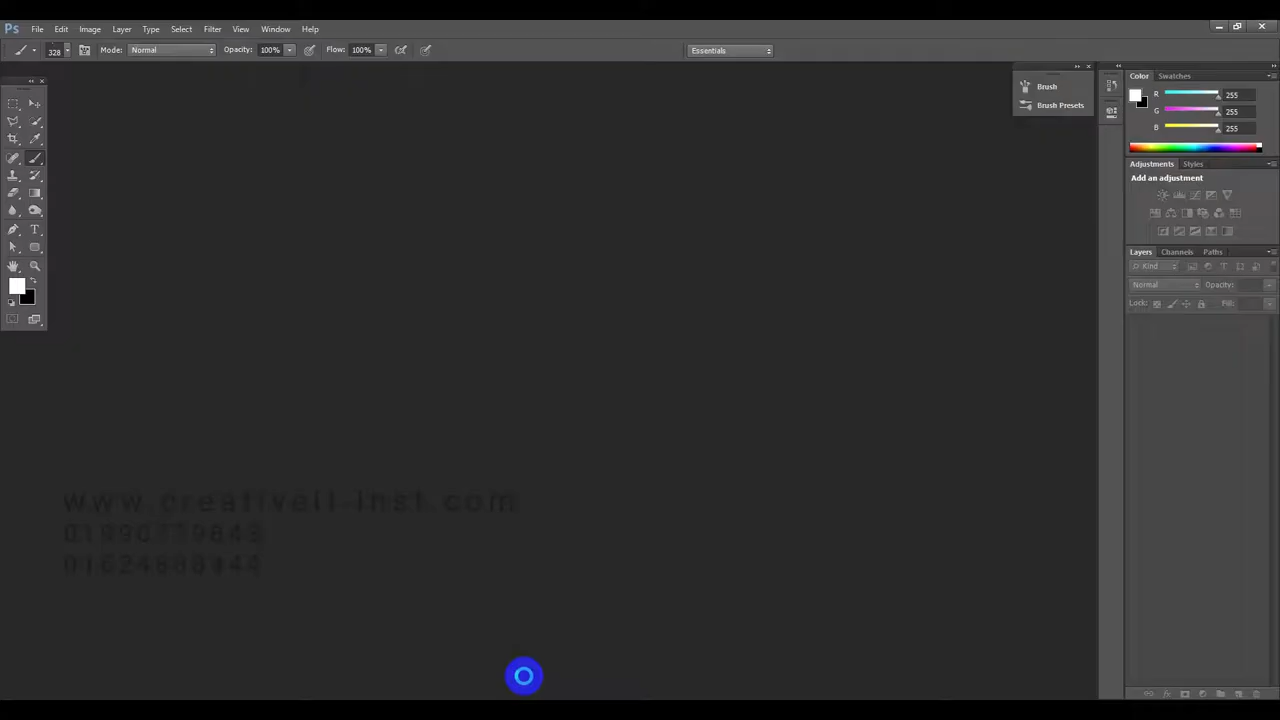 Ps File Edit Image Layer Type Select Filter View Window Help
328 Mode: Normal Opacity: 100% Flow: 100% Essentials
Brush
Brush Presets
Color Swatches
R 255
G 255
B 255
Adjustments Styles
Add an adjustment
Layers Channels Paths
Kind
Normal Opacity:
Lock: Fill:
www.creativeit-inst.com